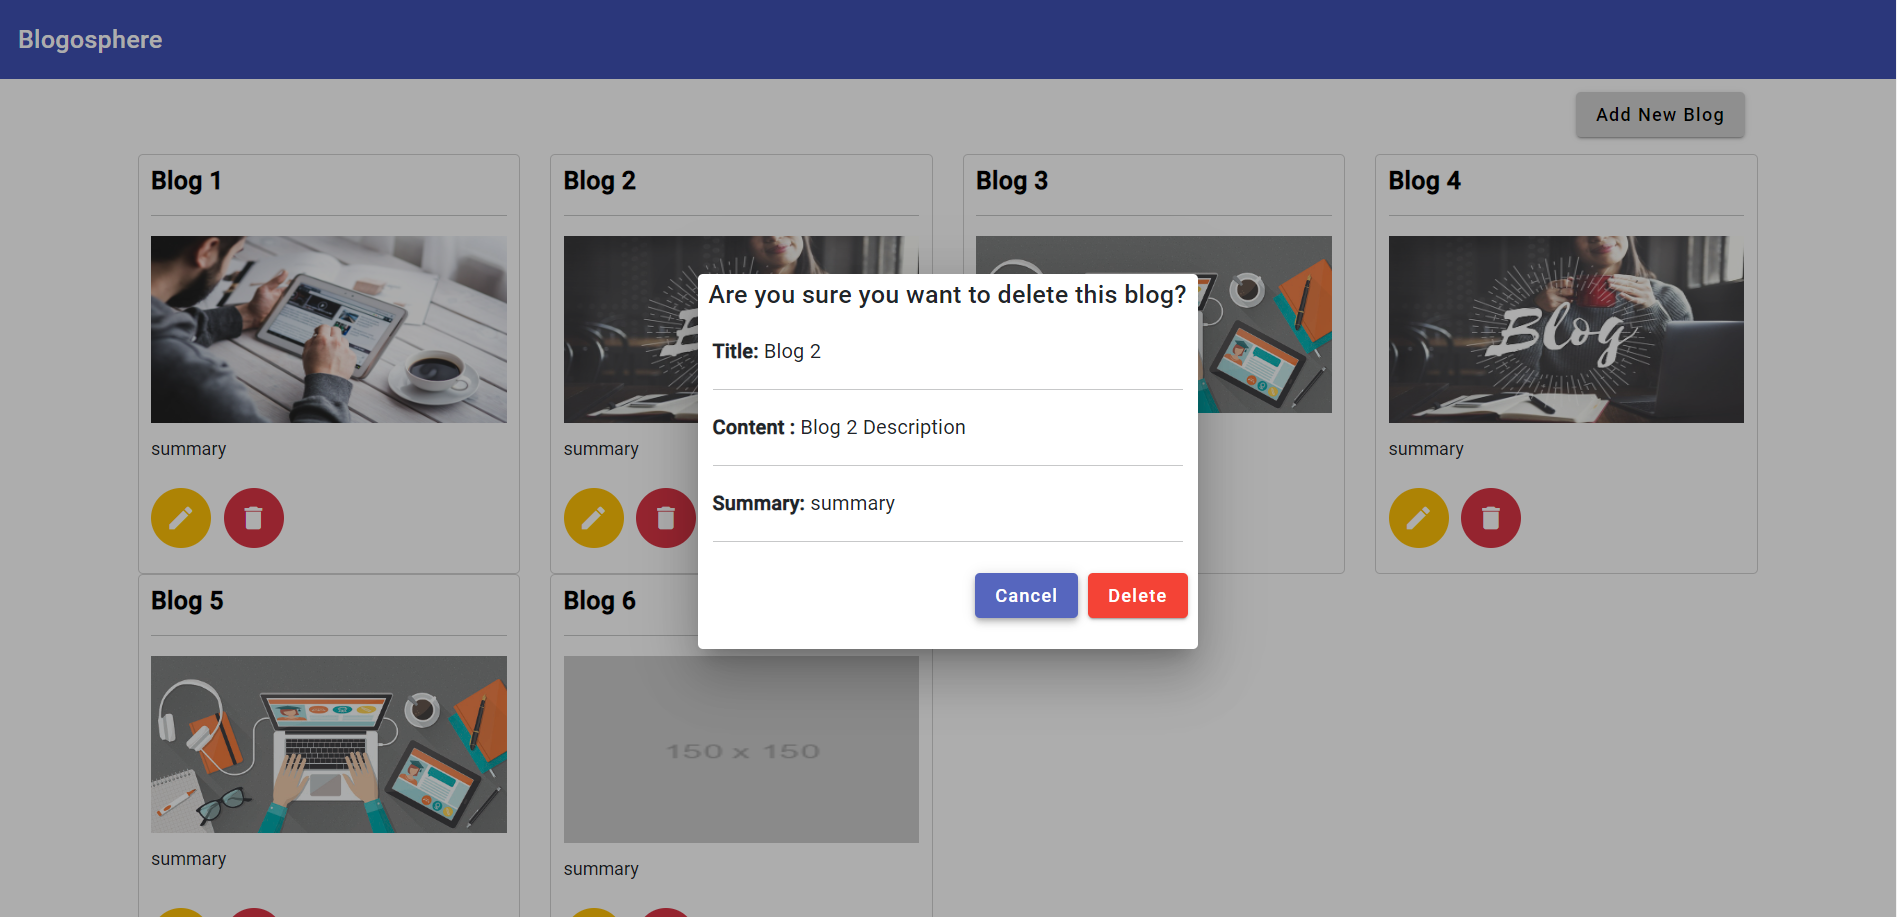 Blogosphere
Add New Blog
Blog 1
summary
Blog 2
B
summary
Blog 3
Blog 4
Blog
summary
Are you sure you want to delete this blog?
Title: Blog 2
Content : Blog 2 Description
Summary: summary
Cancel
Delete
Blog 5
summary
Blog 6
150 x 150
summary